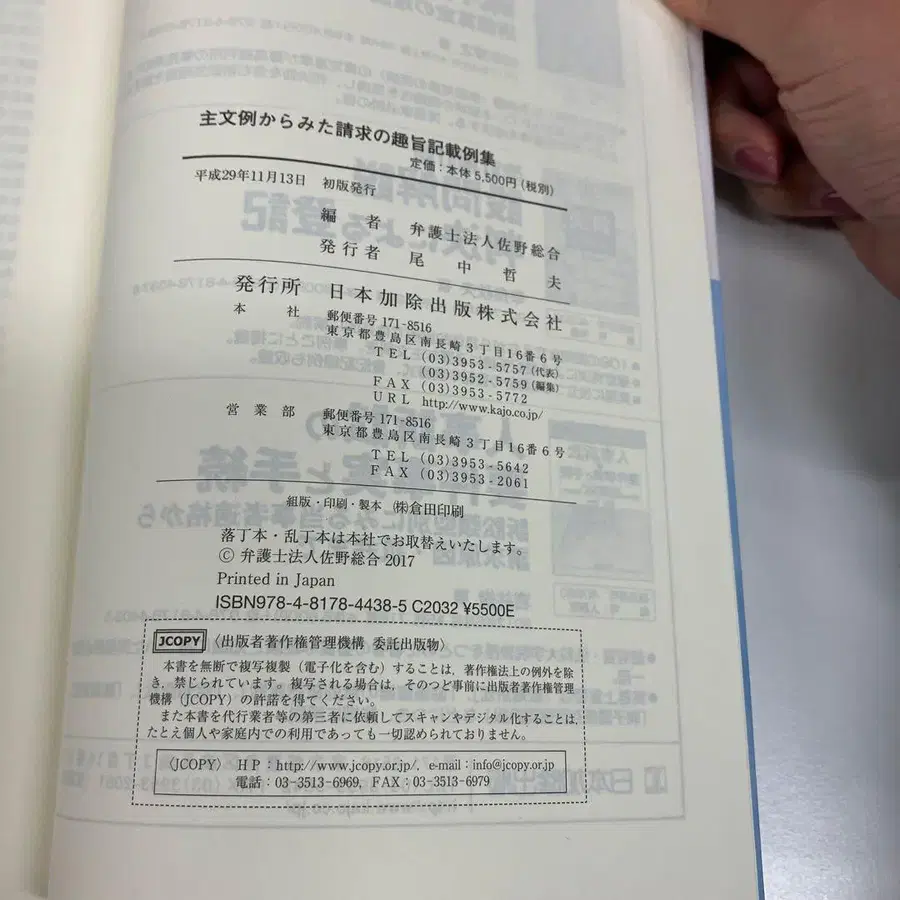 主文例からみた請求の趣旨記載例集
定価：本体 5,500円（税別）
平成29年11月13日　初版発行
編　者　弁護士法人佐野総合
発行者　尾　中　哲　夫
発行所　日本加除出版株式会社
本　　社　郵便番号 171-8516
東京都豊島区南長崎３丁目16番６号
ＴＥＬ　(03)3953-5757（代表）
(03)3952-5759（編集）
ＦＡＸ　(03)3953-5772
ＵＲＬ　http://www.kajo.co.jp/
営　業　部　郵便番号 171-8516
東京都豊島区南長崎３丁目16番６号
ＴＥＬ　(03)3953-5642
ＦＡＸ　(03)3953-2061
組版・印刷・製本　㈱倉田印刷
落丁本・乱丁本は本社でお取替えいたします。
© 弁護士法人佐野総合 2017
Printed in Japan
ISBN978-4-8178-4438-5 C2032 ¥5500E
JCOPY〈出版者著作権管理機構　委託出版物〉
本書を無断で複写複製（電子化を含む）することは，著作権法上の例外を除
き，禁じられています。複写される場合は，そのつど事前に出版者著作権管理
機構（JCOPY）の許諾を得てください。
また本書を代行業者等の第三者に依頼してスキャンやデジタル化することは，
たとえ個人や家庭内での利用であっても一切認められておりません。
〈JCOPY〉ＨＰ：http://www.jcopy.or.jp/，e-mail：info@jcopy.or.jp
電話：03-3513-6969，FAX：03-3513-6979